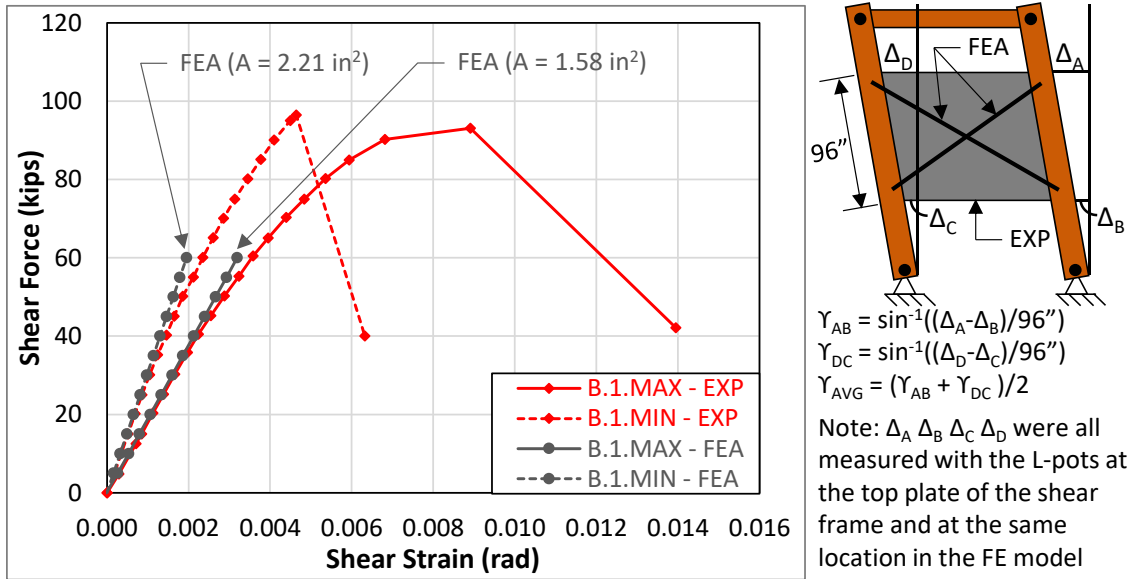 120
100
80
60
40
20
0
Shear Force (kips)
0.000 0.002 0.004 0.006 0.008 0.010 0.012 0.014 0.016
Shear Strain (rad)
FEA (A = 2.21 in²)
FEA (A = 1.58 in²)
B.1.MAX - EXP
B.1.MIN - EXP
B.1.MAX - FEA
B.1.MIN - FEA
Δ_D
FEA
Δ_A
96”
Δ_C
Δ_B
EXP
ϒ_AB = sin⁻¹((Δ_A-Δ_B)/96”)
ϒ_DC = sin⁻¹((Δ_D-Δ_C)/96”)
ϒ_AVG = (ϒ_AB + ϒ_DC )/2
Note: Δ_A Δ_B Δ_C Δ_D were all
measured with the L-pots at
the top plate of the shear
frame and at the same
location in the FE model